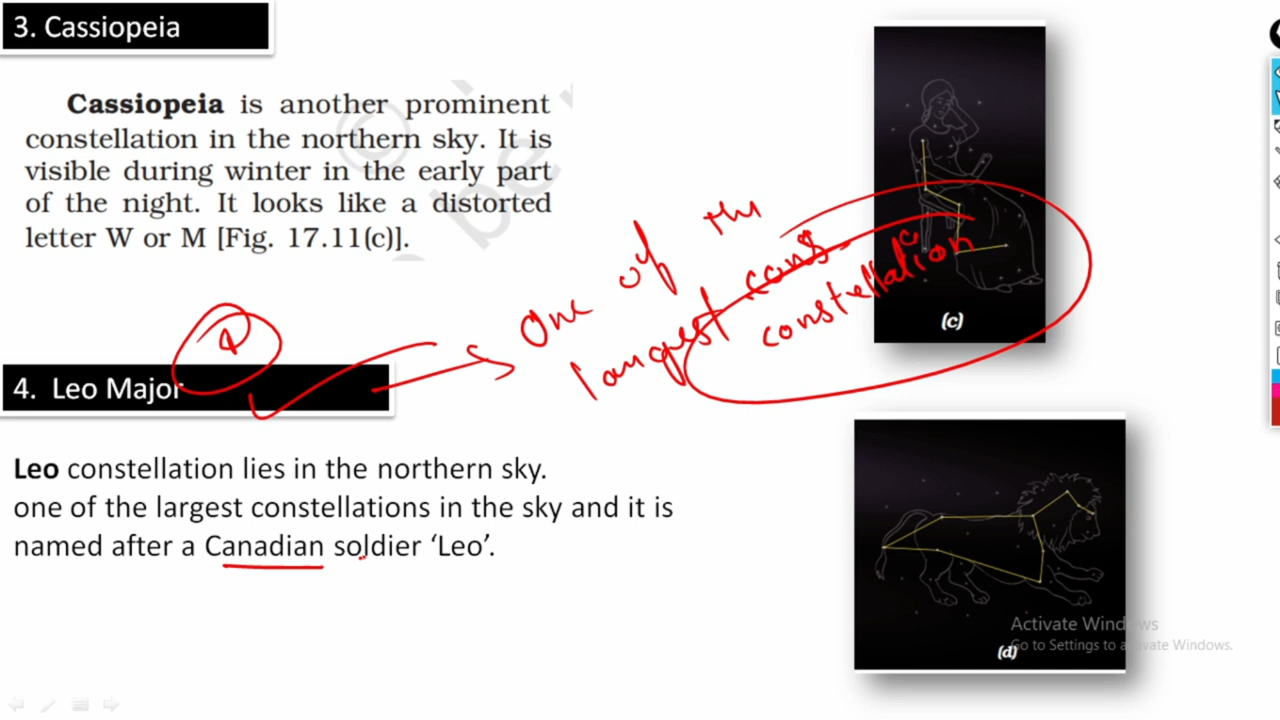 3. Cassiopeia
Cassiopeia is another prominent
constellation in the northern sky. It is
visible during winter in the early part
of the night. It looks like a distorted
letter W or M [Fig. 17.11(c)].
(c)
One of the
largest cons-
constellation
4. Leo Major
Leo constellation lies in the northern sky.
one of the largest constellations in the sky and it is
named after a Canadian soldier ‘Leo’.
(d)
Activate Windows
Go to Settings to activate Windows.